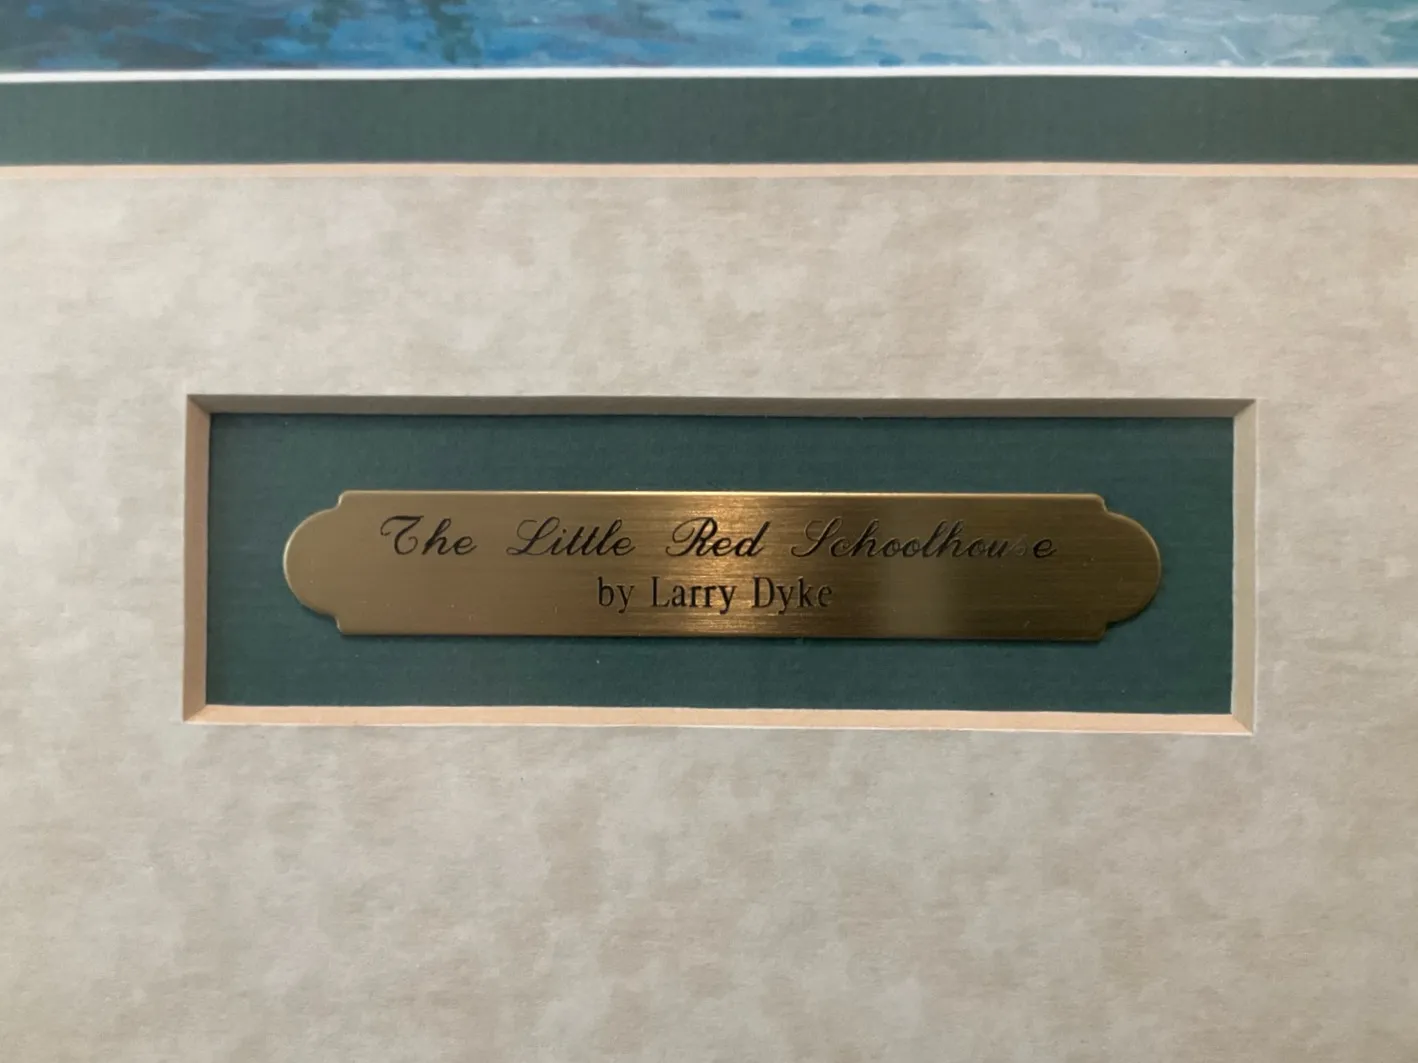 The Little Red Schoolhouse
by Larry Dyke